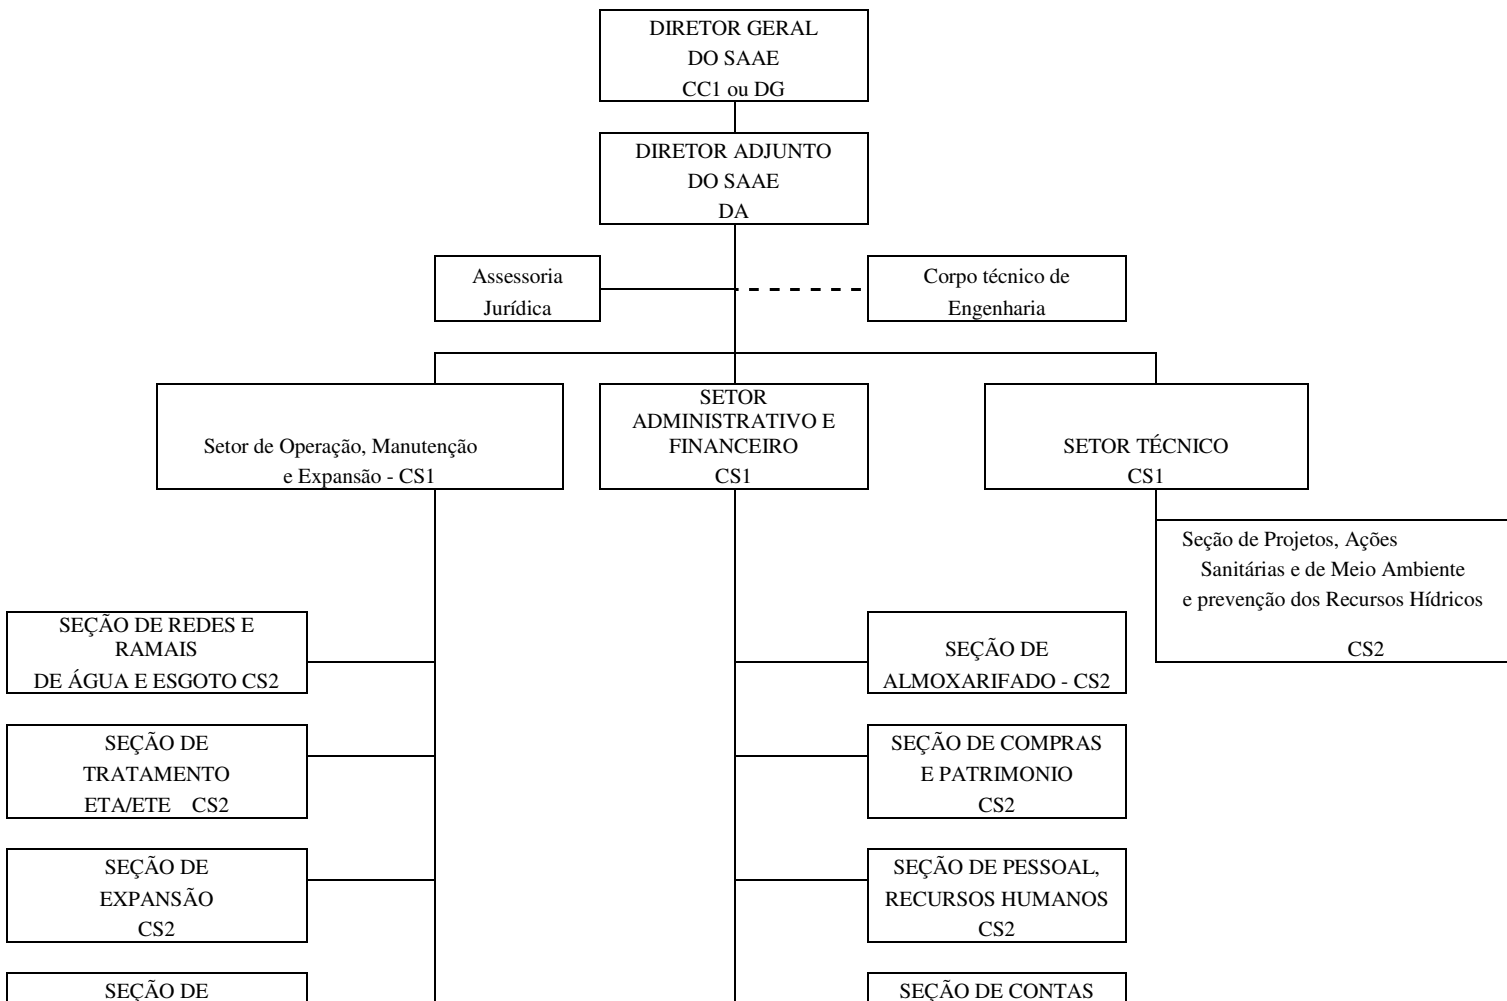 DIRETOR GERAL
DO SAAE
CC1 ou DG
DIRETOR ADJUNTO
DO SAAE
DA
Assessoria
Jurídica
Corpo técnico de
Engenharia
Setor de Operação, Manutenção
e Expansão - CS1
SETOR
ADMINISTRATIVO E
FINANCEIRO
CS1
SETOR TÉCNICO
CS1
Seção de Projetos, Ações
Sanitárias e de Meio Ambiente
e prevenção dos Recursos Hídricos
CS2
SEÇÃO DE REDES E
RAMAIS
DE ÁGUA E ESGOTO CS2
SEÇÃO DE
ALMOXARIFADO - CS2
SEÇÃO DE
TRATAMENTO
ETA/ETE CS2
SEÇÃO DE COMPRAS
E PATRIMONIO
CS2
SEÇÃO DE
EXPANSÃO
CS2
SEÇÃO DE PESSOAL,
RECURSOS HUMANOS
CS2
SEÇÃO DE
SEÇÃO DE CONTAS